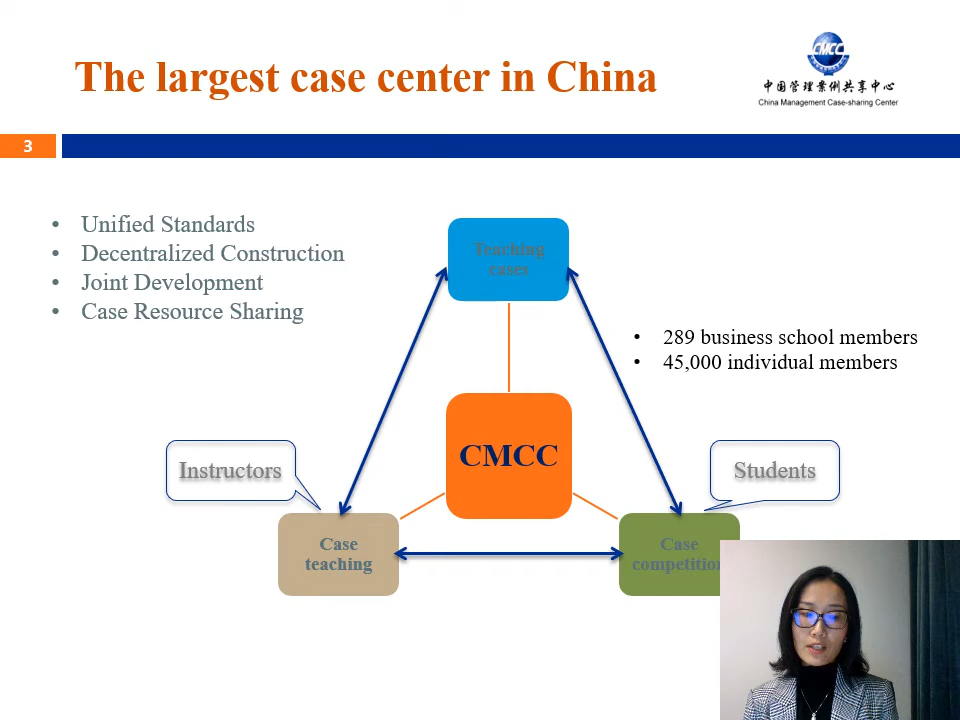 The largest case center in China
CMCC
中国管理案例共享中心
China Management Case-sharing Center
3
• Unified Standards
• Decentralized Construction
• Joint Development
• Case Resource Sharing
Teaching
cases
• 289 business school members
• 45,000 individual members
CMCC
Instructors
Students
Case
teaching
Case
competition